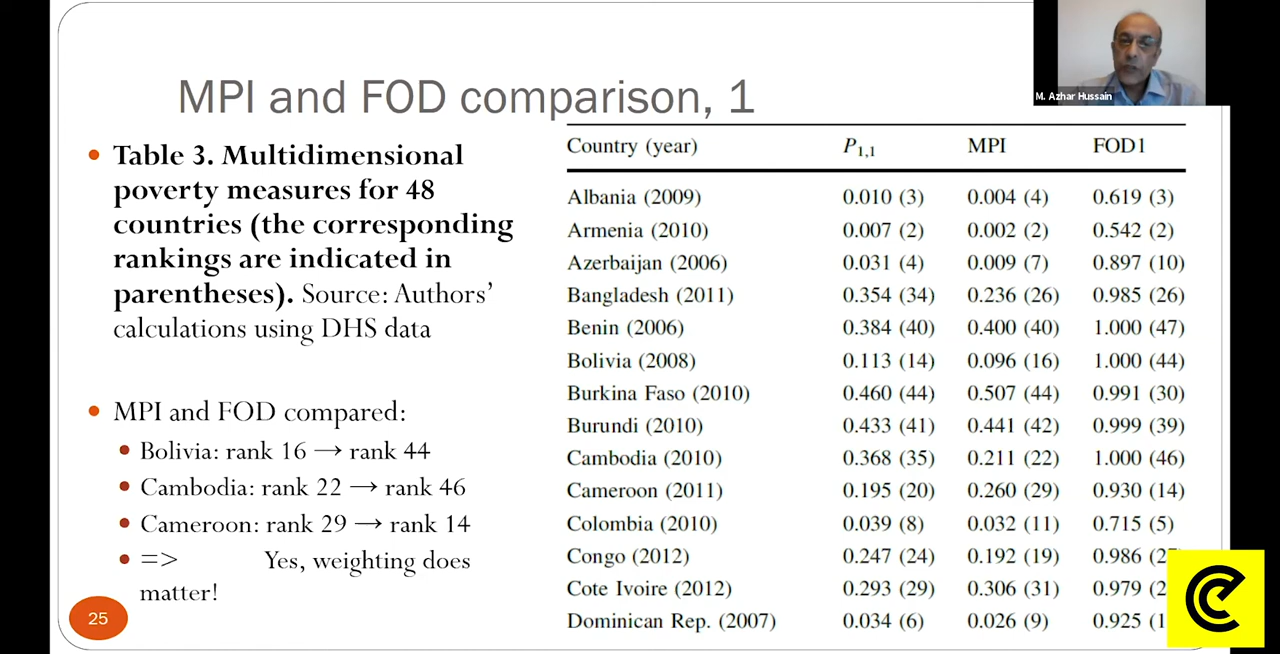 M. Azhar Hussain
MPI and FOD comparison, 1
• Table 3. Multidimensional
poverty measures for 48
countries (the corresponding
rankings are indicated in
parentheses). Source: Authors’
calculations using DHS data
• MPI and FOD compared:
• Bolivia: rank 16 → rank 44
• Cambodia: rank 22 → rank 46
• Cameroon: rank 29 → rank 14
• => Yes, weighting does
matter!
25
Country (year) P1,1 MPI FOD1
Albania (2009) 0.010 (3) 0.004 (4) 0.619 (3)
Armenia (2010) 0.007 (2) 0.002 (2) 0.542 (2)
Azerbaijan (2006) 0.031 (4) 0.009 (7) 0.897 (10)
Bangladesh (2011) 0.354 (34) 0.236 (26) 0.985 (26)
Benin (2006) 0.384 (40) 0.400 (40) 1.000 (47)
Bolivia (2008) 0.113 (14) 0.096 (16) 1.000 (44)
Burkina Faso (2010) 0.460 (44) 0.507 (44) 0.991 (30)
Burundi (2010) 0.433 (41) 0.441 (42) 0.999 (39)
Cambodia (2010) 0.368 (35) 0.211 (22) 1.000 (46)
Cameroon (2011) 0.195 (20) 0.260 (29) 0.930 (14)
Colombia (2010) 0.039 (8) 0.032 (11) 0.715 (5)
Congo (2012) 0.247 (24) 0.192 (19) 0.986
Cote Ivoire (2012) 0.293 (29) 0.306 (31) 0.979
Dominican Rep. (2007) 0.034 (6) 0.026 (9) 0.925